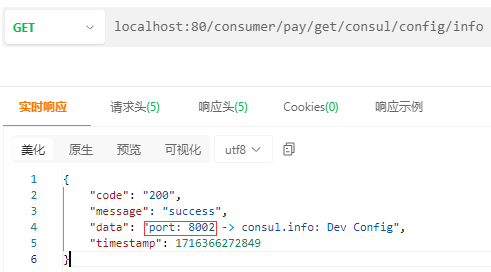 GET localhost:80/consumer/pay/get/consul/config/info
实时响应 请求头(5) 响应头(5) Cookies(0) 响应示例
美化 原生 预览 可视化 utf8
1 {
2 "code": "200",
3 "message": "success",
4 "data": "port: 8002 -> consul.info: Dev Config",
5 "timestamp": 1716366272849
6 }